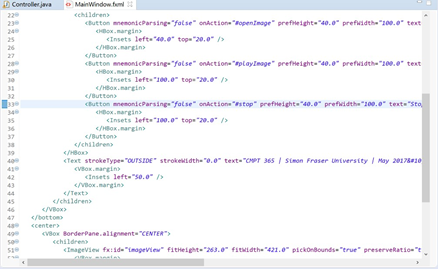 Controller.java MainWindow.fxml
22 <children>
23 <Button mnemonicParsing="false" onAction="#openImage" prefHeight="40.0" prefWidth="100.0" text
24 <HBox.margin>
25 <Insets left="40.0" top="20.0" />
26 </HBox.margin>
27 </Button>
28 <Button mnemonicParsing="false" onAction="#playImage" prefHeight="40.0" prefWidth="100.0" text
29 <HBox.margin>
30 <Insets left="100.0" top="20.0" />
31 </HBox.margin>
32 </Button>
33 <Button mnemonicParsing="false" onAction="#stop" prefHeight="40.0" prefWidth="100.0" text="Sto
34 <HBox.margin>
35 <Insets left="100.0" top="20.0" />
36 </HBox.margin>
37 </Button>
38 </children>
39 </HBox>
40 <Text strokeType="OUTSIDE" strokeWidth="0.0" text="CMPT 365 | Simon Fraser University | May 2017&#10
41 <VBox.margin>
42 <Insets left="50.0" />
43 </VBox.margin>
44 </Text>
45 </children>
46 </VBox>
47 </bottom>
48 <center>
49 <VBox BorderPane.alignment="CENTER">
50 <children>
51 <ImageView fx:id="imageView" fitHeight="263.0" fitWidth="421.0" pickOnBounds="true" preserveRatio="t